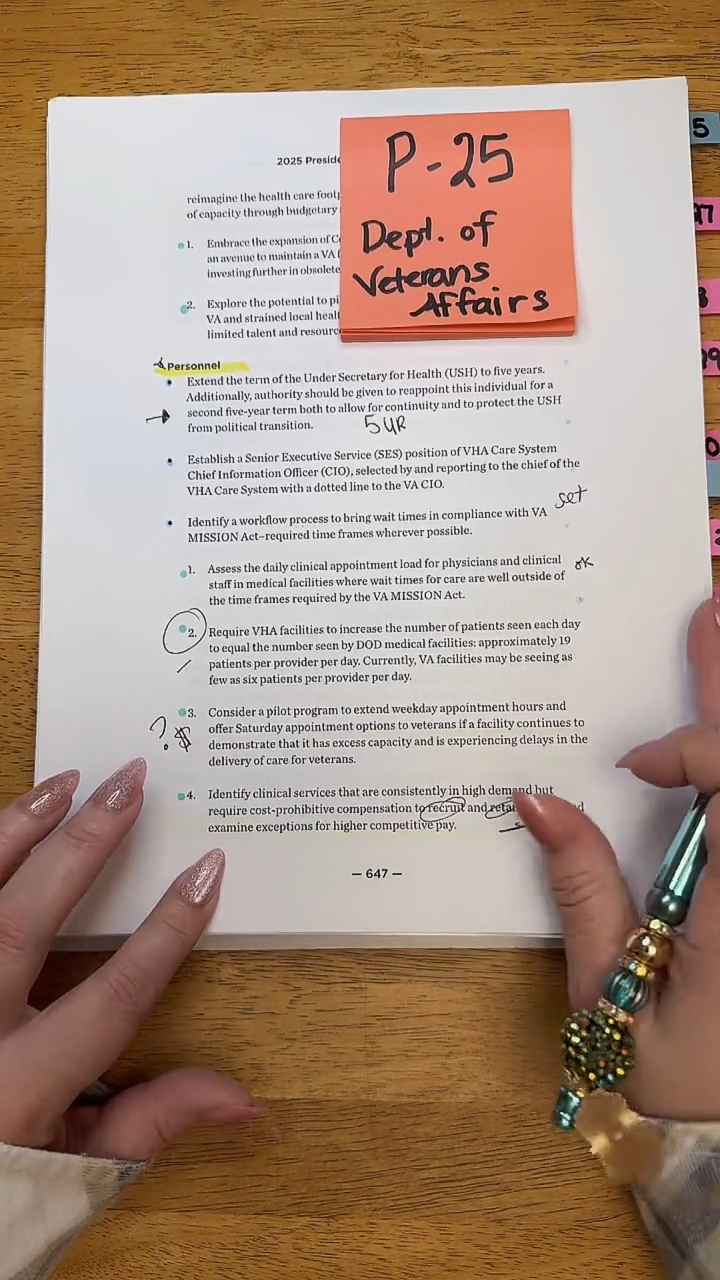 P-25
Dept. of
Veterans
Affairs
2025 Preside
reimagine the health care foot
of capacity through budgetary
1. Embrace the expansion of C
an avenue to maintain a VA
investing further in obsolete
2. Explore the potential to pi
VA and strained local heal
limited talent and resourc
Personnel
• Extend the term of the Under Secretary for Health (USH) to five years.
Additionally, authority should be given to reappoint this individual for a
second five-year term both to allow for continuity and to protect the USH
from political transition.
5 YR
• Establish a Senior Executive Service (SES) position of VHA Care System
Chief Information Officer (CIO), selected by and reporting to the chief of the
VHA Care System with a dotted line to the VA CIO.
• Identify a workflow process to bring wait times in compliance with VA set
MISSION Act–required time frames wherever possible.
1. Assess the daily clinical appointment load for physicians and clinical ok
staff in medical facilities where wait times for care are well outside of
the time frames required by the VA MISSION Act.
2. Require VHA facilities to increase the number of patients seen each day
to equal the number seen by DOD medical facilities: approximately 19
patients per provider per day. Currently, VA facilities may be seeing as
few as six patients per provider per day.
3. Consider a pilot program to extend weekday appointment hours and
? $ offer Saturday appointment options to veterans if a facility continues to
demonstrate that it has excess capacity and is experiencing delays in the
delivery of care for veterans.
4. Identify clinical services that are consistently in high demand but
require cost-prohibitive compensation to recruit and retai
examine exceptions for higher competitive pay.
— 647 —
5